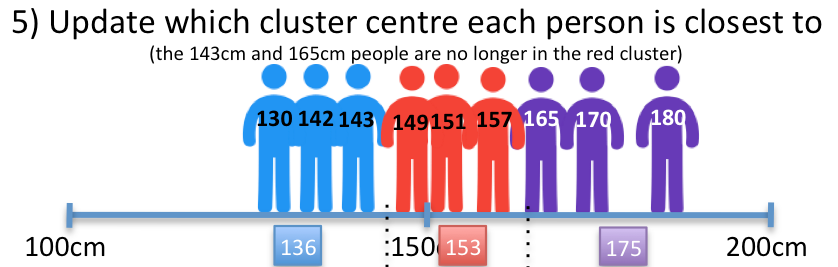 5) Update which cluster centre each person is closest to
(the 143cm and 165cm people are no longer in the red cluster)
130 142 143 149 151 157 165 170 180
100cm 136 150 153 175 200cm